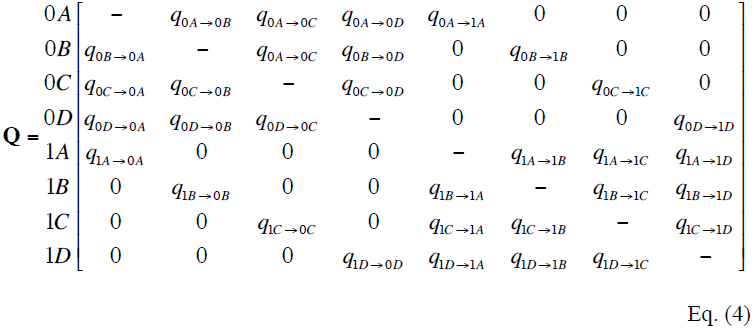 0A − q0A→0B q0A→0C q0A→0D q0A→1A 0 0 0
0B q0B→0A − q0A→0C q0B→0D 0 q0B→1B 0 0
0C q0C→0A q0C→0B − q0C→0D 0 0 q0C→1C 0
0D q0D→0A q0D→0B q0D→0C − 0 0 0 q0D→1D
Q =
1A q1A→0A 0 0 0 − q1A→1B q1A→1C q1A→1D
1B 0 q1B→0B 0 0 q1B→1A − q1B→1C q1B→1D
1C 0 0 q1C→0C 0 q1C→1A q1C→1B − q1C→1D
1D 0 0 0 q1D→0D q1D→1A q1D→1B q1D→1C −
Eq. (4)